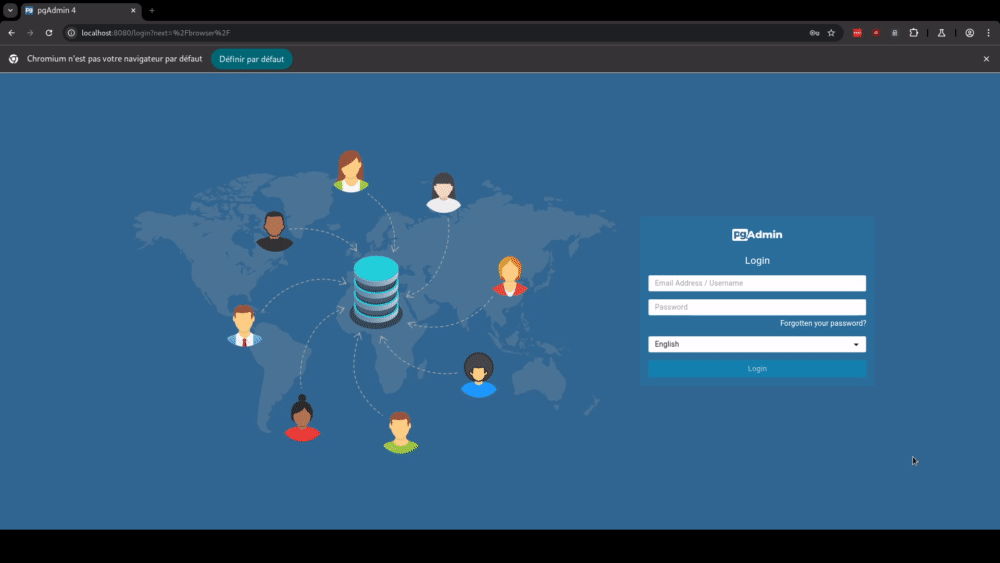 pgAdmin 4
localhost:8080/login?next=%2Fbrowser%2F
Chromium n'est pas votre navigateur par défaut
Définir par défaut
pgAdmin
Login
Email Address / Username
Password
Forgotten your password?
English
Login